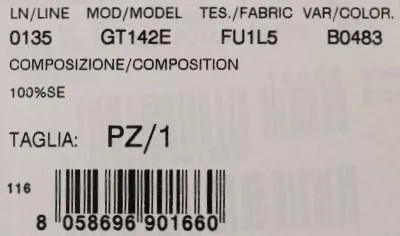 LN/LINE MOD/MODEL TES./FABRIC VAR/COLOR.
0135 GT142E FU1L5 B0483
COMPOSIZIONE/COMPOSITION
100%SE
TAGLIA: PZ/1
116
8 058696 901660